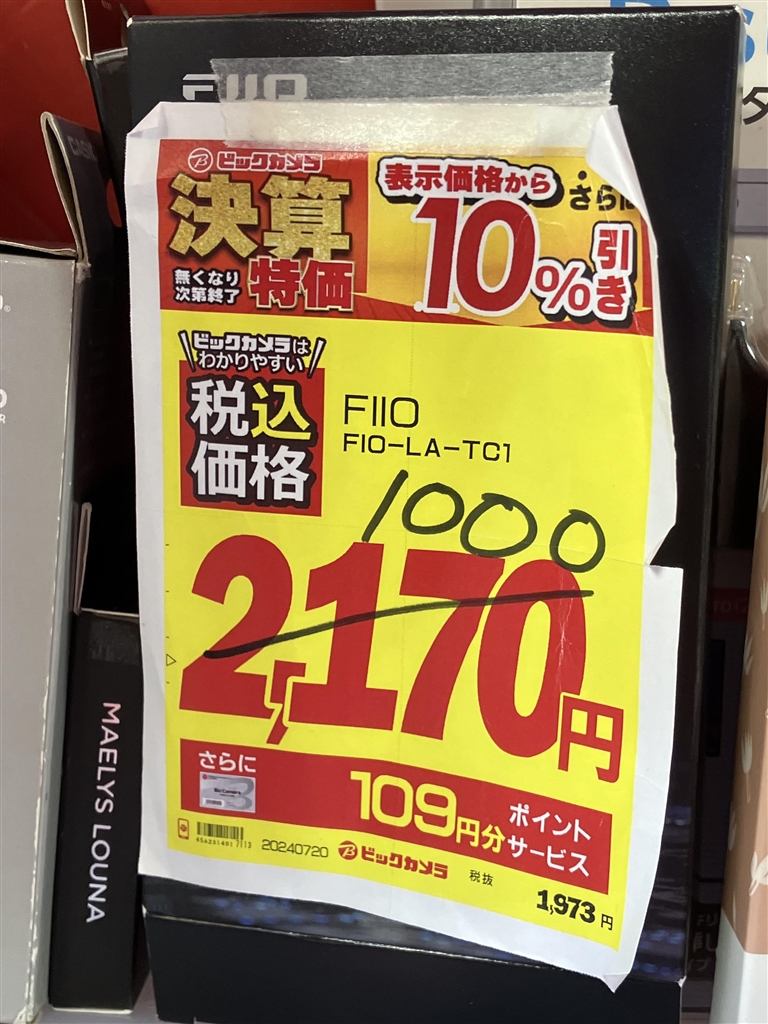 FIIO
ビックカメラ
決算
無くなり
次第終了
特価
表示価格から
さらに
10%引き
ビックカメラは
わかりやすい
税込
価格
FIIO
FIO-LA-TC1
1000
2,170円
さらに
109円分
ポイント
サービス
20240720
ビックカメラ
税抜
1,973円
MAELYS LOUNA